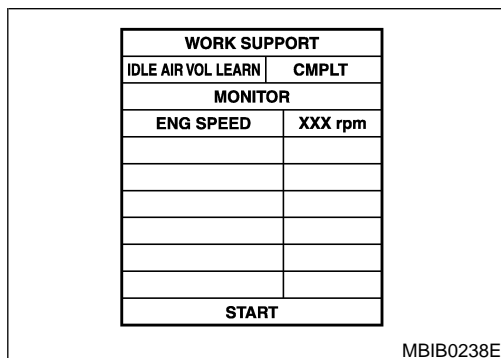 WORK SUPPORT
IDLE AIR VOL LEARN CMPLT
MONITOR
ENG SPEED XXX rpm
START
MBIB0238E